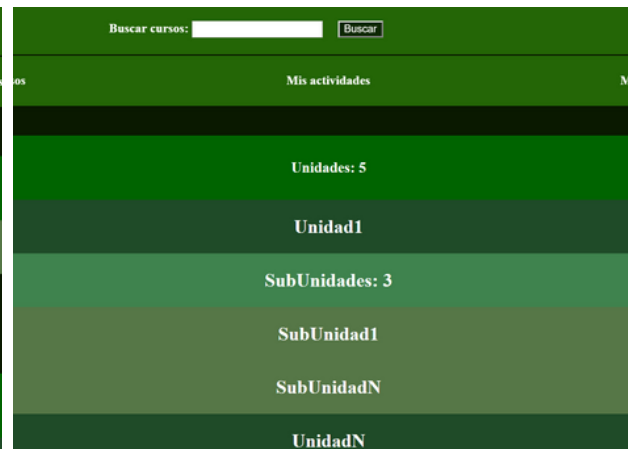 Buscar cursos: Buscar
Mis actividades
Unidades: 5
Unidad1
SubUnidades: 3
SubUnidad1
SubUnidadN
UnidadN